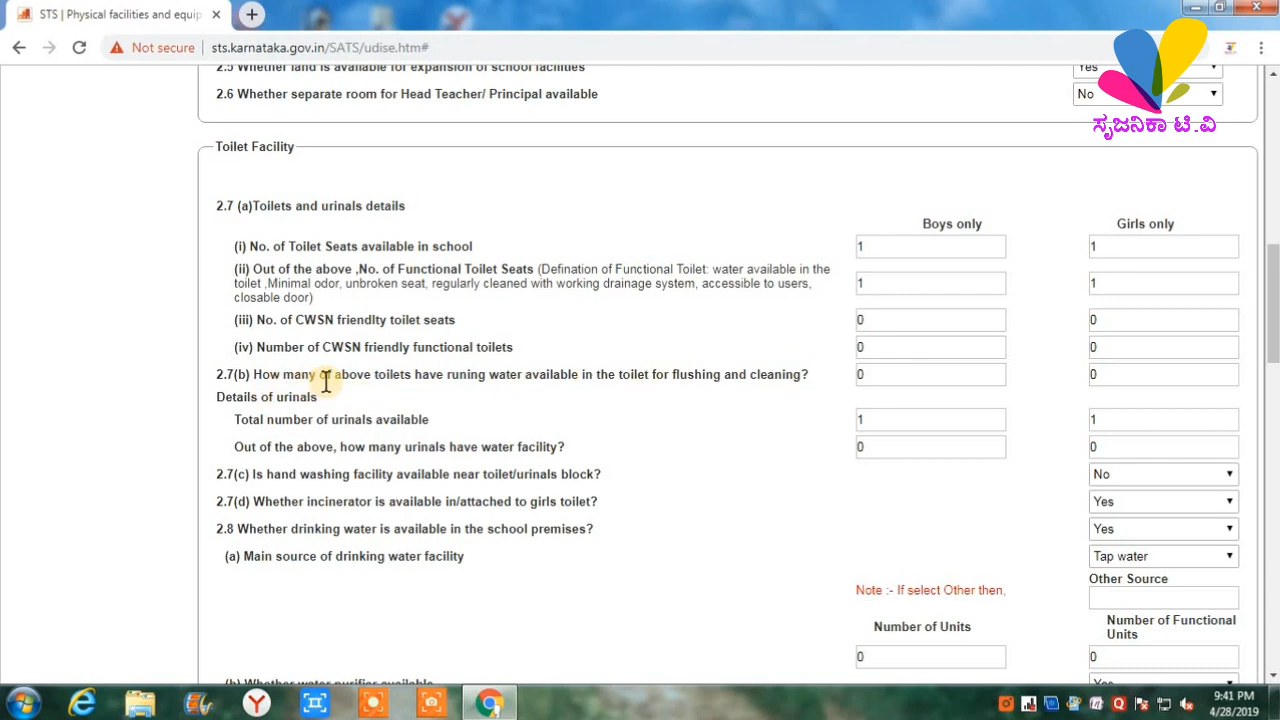 STS | Physical facilities and equip
Not secure
sts.karnataka.gov.in/SATS/udise.htm#
ಸೃಜನಿಕಾ ಟಿ.ವಿ
2.5 Whether land is available for expansion of school facilities Yes
2.6 Whether separate room for Head Teacher/ Principal available No
Toilet Facility
2.7 (a)Toilets and urinals details
Boys only Girls only
(i) No. of Toilet Seats available in school 1 1
(ii) Out of the above ,No. of Functional Toilet Seats (Defination of Functional Toilet: water available in the
toilet ,Minimal odor, unbroken seat, regularly cleaned with working drainage system, accessible to users, 1 1
closable door)
(iii) No. of CWSN friendlty toilet seats 0 0
(iv) Number of CWSN friendly functional toilets 0 0
2.7(b) How many of above toilets have runing water available in the toilet for flushing and cleaning? 0 0
Details of urinals
Total number of urinals available 1 1
Out of the above, how many urinals have water facility? 0 0
2.7(c) Is hand washing facility available near toilet/urinals block? No
2.7(d) Whether incinerator is available in/attached to girls toilet? Yes
2.8 Whether drinking water is available in the school premises? Yes
(a) Main source of drinking water facility Tap water
Other Source
Note :- If select Other then,
Number of Units Number of Functional
Units
0 0
(b) Whether water purifier available Yes
9:41 PM
4/28/2019